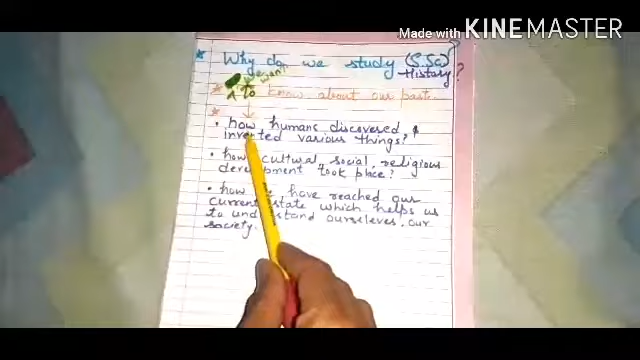 Made with KINEMASTER
* Why do we study (S.Sc)
History?
* to know about our past.
• how humans discovered &
invented various things?
• how cultural, social, religious
development took place?
• how we have reached our
current state which helps us
to understand ourselves, our
society.